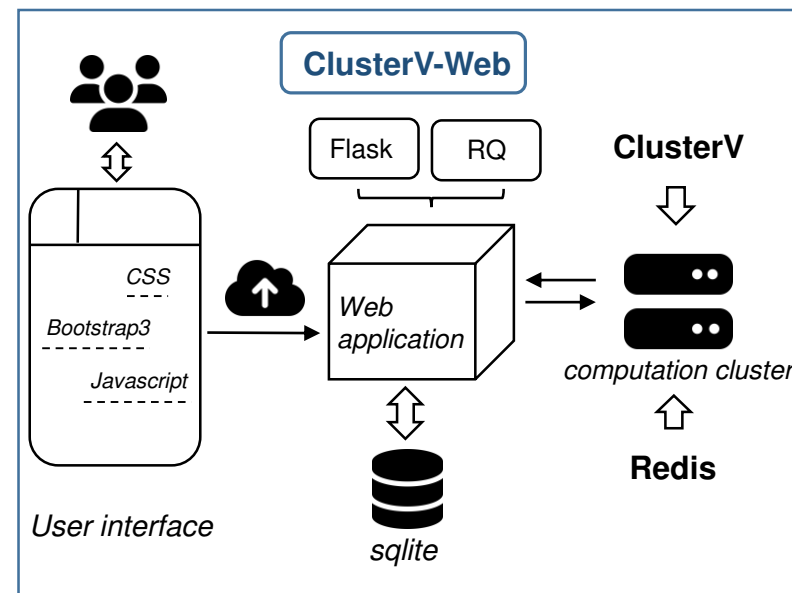 ClusterV-Web
Flask
RQ
ClusterV
CSS
Bootstrap3
Javascript
Web
application
computation cluster
Redis
User interface
sqlite